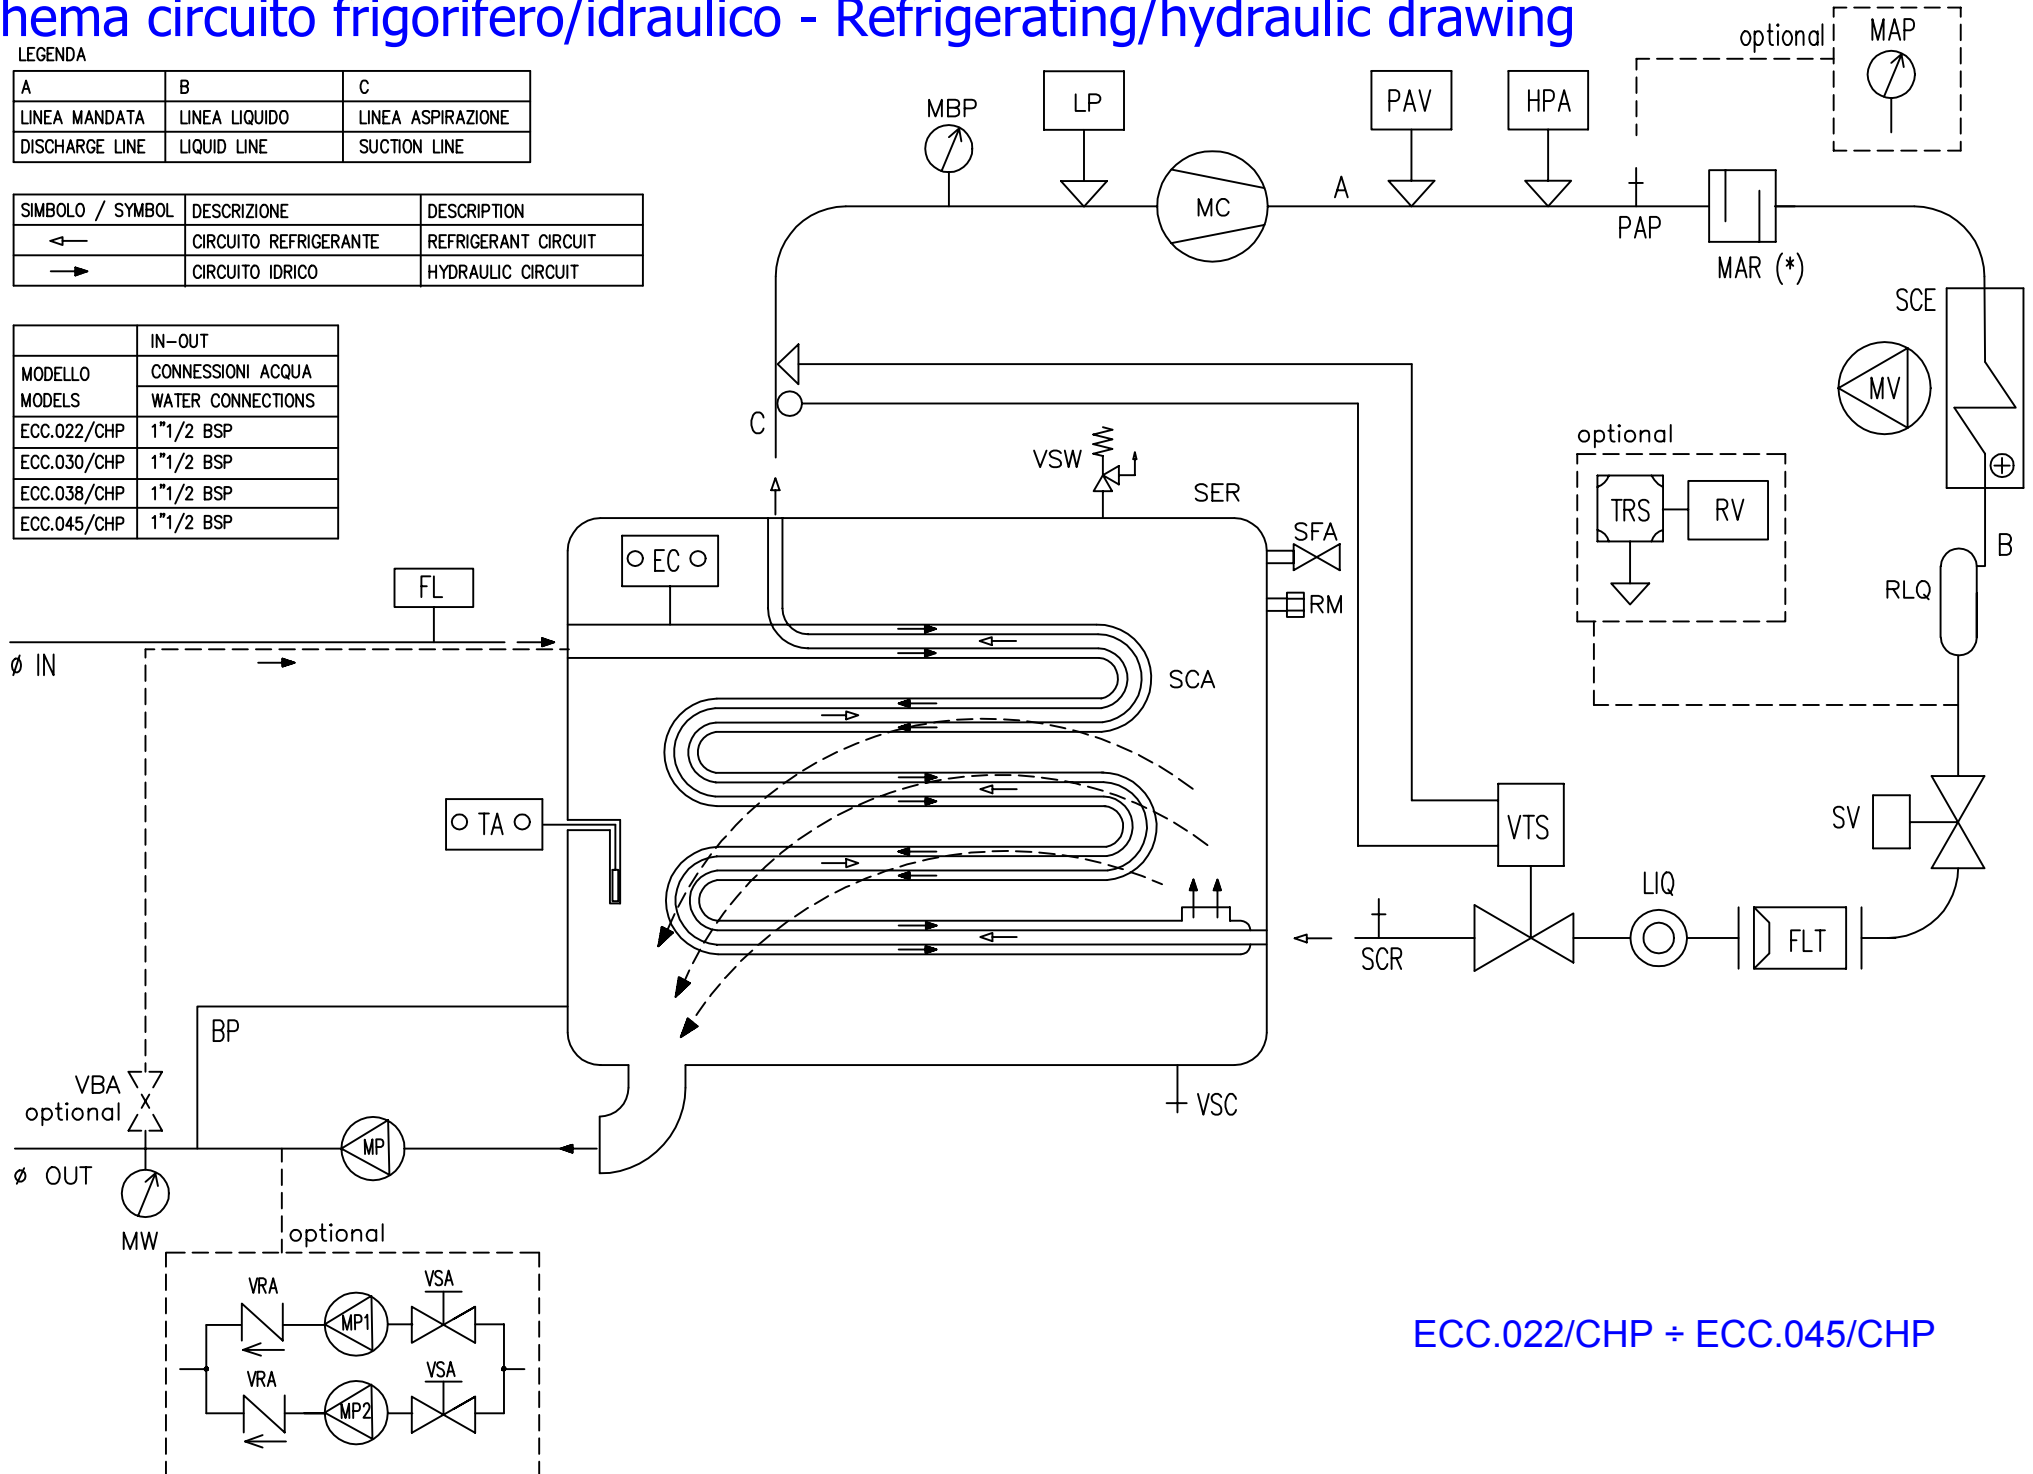 hema circuito frigorifero/idraulico - Refrigerating/hydraulic drawing
LEGENDA
A B C
LINEA MANDATA LINEA LIQUIDO LINEA ASPIRAZIONE
DISCHARGE LINE LIQUID LINE SUCTION LINE
SIMBOLO / SYMBOL DESCRIZIONE DESCRIPTION
CIRCUITO REFRIGERANTE REFRIGERANT CIRCUIT
CIRCUITO IDRICO HYDRAULIC CIRCUIT
IN-OUT
MODELLO CONNESSIONI ACQUA
MODELS WATER CONNECTIONS
ECC.022/CHP 1"1/2 BSP
ECC.030/CHP 1"1/2 BSP
ECC.038/CHP 1"1/2 BSP
ECC.045/CHP 1"1/2 BSP
MBP
LP
MC
A
PAV
HPA
optional
MAP
PAP
MAR (*)
SCE
MV
optional
TRS
RV
B
RLQ
C
VSW
SER
SFA
RM
EC
FL
ø IN
SCA
TA
VTS
SV
LIQ
FLT
SCR
BP
VBA
optional
VSC
MP
ø OUT
MW
optional
VRA
VSA
MP1
VRA
VSA
MP2
ECC.022/CHP ÷ ECC.045/CHP